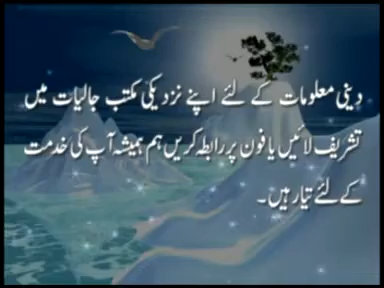 دینی معلومات کے لئے اپنے نزدیکی مکتب جالیات میں
تشریف لائیں یا فون پر رابطہ کریں ہم ہمیشہ آپ کی خدمت
کے لئے تیار ہیں۔